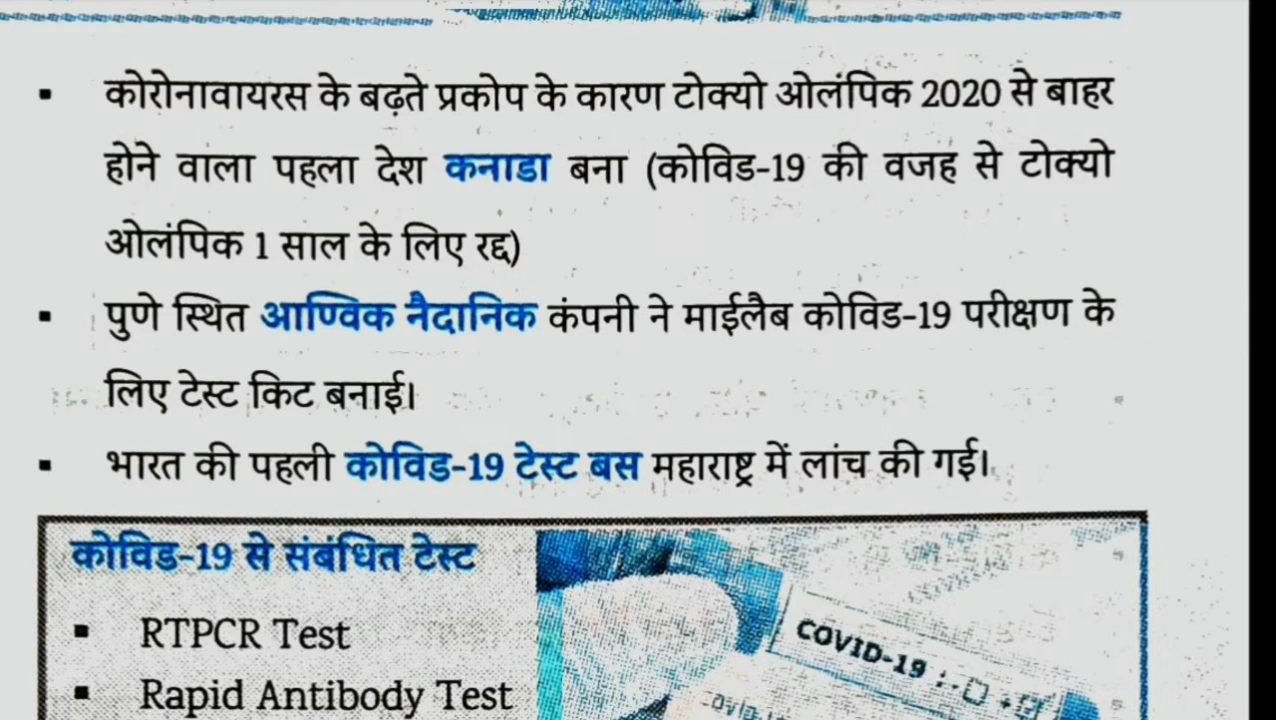 ▪ कोरोनावायरस के बढ़ते प्रकोप के कारण टोक्यो ओलंपिक 2020 से बाहर
होने वाला पहला देश कनाडा बना (कोविड-19 की वजह से टोक्यो
ओलंपिक 1 साल के लिए रद्द)
▪ पुणे स्थित आण्विक नैदानिक कंपनी ने माईलैब कोविड-19 परीक्षण के
लिए टेस्ट किट बनाई।
▪ भारत की पहली कोविड-19 टेस्ट बस महाराष्ट्र में लांच की गई।
कोविड-19 से संबंधित टेस्ट
▪ RTPCR Test
▪ Rapid Antibody Test
COVID-19 :